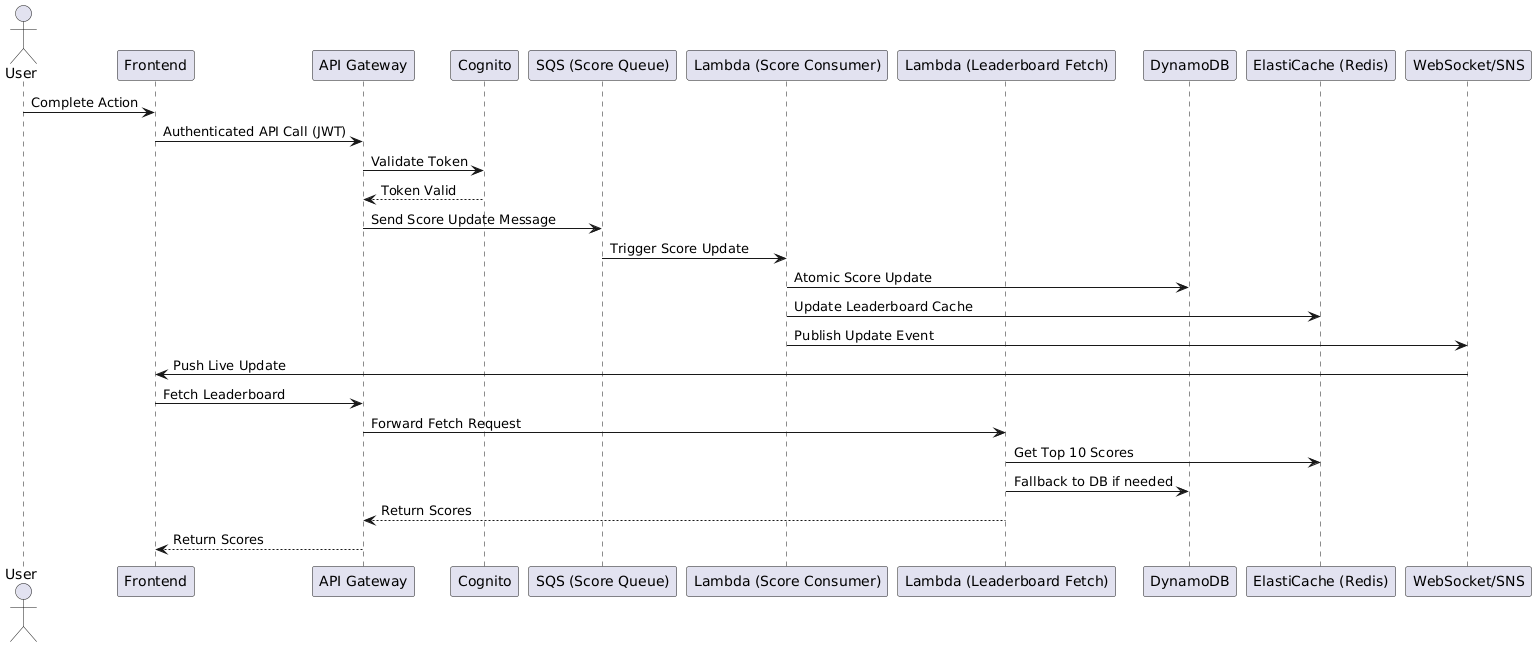 User
Frontend
API Gateway
Cognito
SQS (Score Queue)
Lambda (Score Consumer)
Lambda (Leaderboard Fetch)
DynamoDB
ElastiCache (Redis)
WebSocket/SNS
Complete Action
Authenticated API Call (JWT)
Validate Token
Token Valid
Send Score Update Message
Trigger Score Update
Atomic Score Update
Update Leaderboard Cache
Publish Update Event
Push Live Update
Fetch Leaderboard
Forward Fetch Request
Get Top 10 Scores
Fallback to DB if needed
Return Scores
Return Scores
User
Frontend
API Gateway
Cognito
SQS (Score Queue)
Lambda (Score Consumer)
Lambda (Leaderboard Fetch)
DynamoDB
ElastiCache (Redis)
WebSocket/SNS